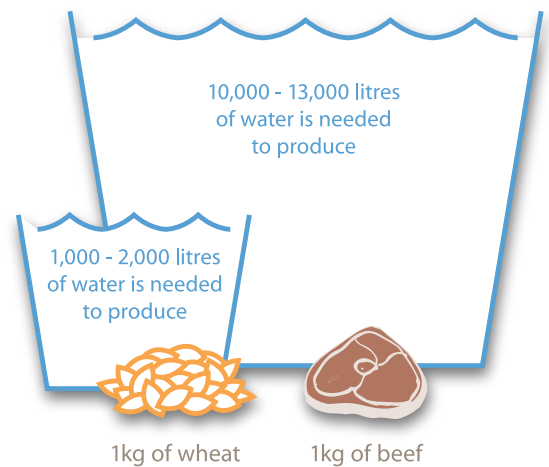 10,000 - 13,000 litres
of water is needed
to produce
1,000 - 2,000 litres
of water is needed
to produce
1kg of wheat
1kg of beef